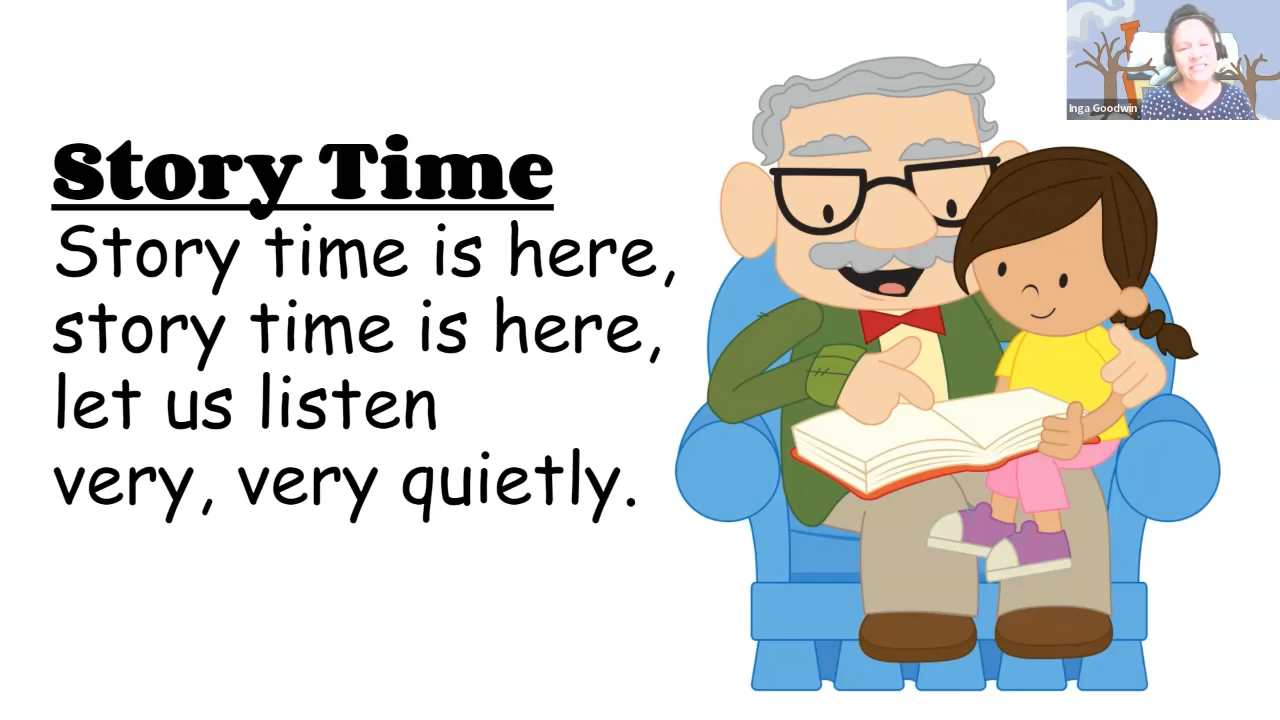 Story Time
Story time is here,
story time is here,
let us listen
very, very quietly.
Inga Goodwin